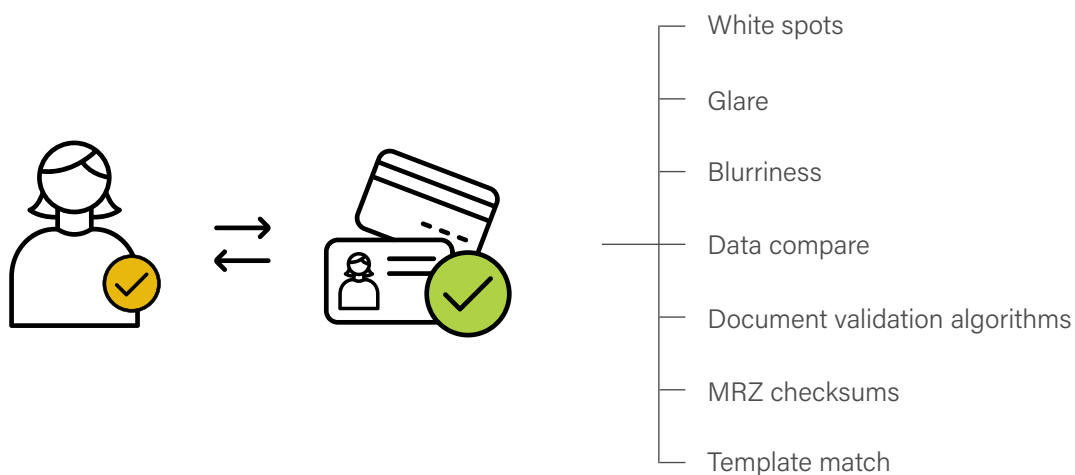 White spots
Glare
Blurriness
Data compare
Document validation algorithms
MRZ checksums
Template match